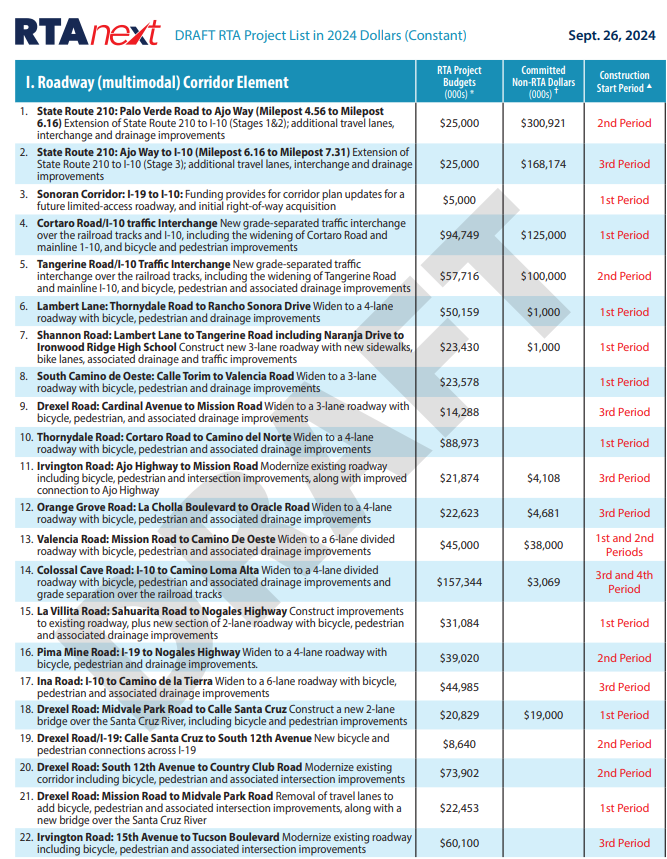 RTAnext DRAFT RTA Project List in 2024 Dollars (Constant) Sept. 26, 2024
I. Roadway (multimodal) Corridor Element
RTA Project
Budgets
(000s) *
Committed
Non-RTA Dollars
(000s) †
Construction
Start Period ▲
1. State Route 210: Palo Verde Road to Ajo Way (Milepost 4.56 to Milepost
6.16) Extension of State Route 210 to I-10 (Stages 1&2); additional travel lanes,
interchange and drainage improvements
$25,000 $300,921 2nd Period
2. State Route 210: Ajo Way to I-10 (Milepost 6.16 to Milepost 7.31) Extension of
State Route 210 to I-10 (Stage 3); additional travel lanes, interchange and drainage
improvements
$25,000 $168,174 3rd Period
3. Sonoran Corridor: I-19 to I-10: Funding provides for corridor plan updates for a
future limited-access roadway, and initial right-of-way acquisition
$5,000 1st Period
4. Cortaro Road/I-10 traffic Interchange New grade-separated traffic interchange
over the railroad tracks and I-10, including the widening of Cortaro Road and
mainline 1-10, and bicycle and pedestrian improvements
$94,749 $125,000 1st Period
5. Tangerine Road/I-10 Traffic Interchange New grade-separated traffic
interchange over the railroad tracks, including the widening of Tangerine Road
and mainline I-10, and bicycle, pedestrian and associated drainage improvements
$57,716 $100,000 2nd Period
6. Lambert Lane: Thornydale Road to Rancho Sonora Drive Widen to a 4-lane
roadway with bicycle, pedestrian and drainage improvements
$50,159 $1,000 1st Period
7. Shannon Road: Lambert Lane to Tangerine Road including Naranja Drive to
Ironwood Ridge High School Construct new 3-lane roadway with new sidewalks,
bike lanes, associated drainage and traffic improvements
$23,430 $1,000 1st Period
8. South Camino de Oeste: Calle Torim to Valencia Road Widen to a 3-lane
roadway with bicycle, pedestrian and drainage improvements
$23,578 1st Period
9. Drexel Road: Cardinal Avenue to Mission Road Widen to a 3-lane roadway with
bicycle, pedestrian, and associated drainage improvements
$14,288 3rd Period
10. Thornydale Road: Cortaro Road to Camino del Norte Widen to a 4-lane
roadway with bicycle, pedestrian and associated drainage improvements
$88,973 1st Period
11. Irvington Road: Ajo Highway to Mission Road Modernize existing roadway
including bicycle, pedestrian and intersection improvements, along with improved
connection to Ajo Highway
$21,874 $4,108 3rd Period
12. Orange Grove Road: La Cholla Boulevard to Oracle Road Widen to a 4-lane
roadway with bicycle, pedestrian and associated drainage improvements
$22,623 $4,681 3rd Period
13. Valencia Road: Mission Road to Camino De Oeste Widen to a 6-lane divided
roadway with bicycle, pedestrian and associated drainage improvements
$45,000 $38,000 1st and 2nd
Periods
14. Colossal Cave Road: I-10 to Camino Loma Alta Widen to a 4-lane divided
roadway with bicycle, pedestrian and associated drainage improvements and
grade separation over the railroad tracks
$157,344 $3,069 3rd and 4th
Period
15. La Villita Road: Sahuarita Road to Nogales Highway Construct improvements
to existing roadway, plus new section of 2-lane roadway with bicycle, pedestrian
and associated drainage improvements
$31,084 1st Period
16. Pima Mine Road: I-19 to Nogales Highway Widen to a 4-lane roadway with
bicycle, pedestrian and drainage improvements.
$39,020 2nd Period
17. Ina Road: I-10 to Camino de la Tierra Widen to a 6-lane roadway with bicycle,
pedestrian and associated drainage improvements
$44,985 3rd Period
18. Drexel Road: Midvale Park Road to Calle Santa Cruz Construct a new 2-lane
bridge over the Santa Cruz River, including bicycle and pedestrian improvements
$20,829 $19,000 1st Period
19. Drexel Road/I-19: Calle Santa Cruz to South 12th Avenue New bicycle and
pedestrian connections across I-19
$8,640 2nd Period
20. Drexel Road: South 12th Avenue to Country Club Road Modernize existing
corridor including bicycle, pedestrian and associated intersection improvements
$73,902 2nd Period
21. Drexel Road: Mission Road to Midvale Park Road Removal of travel lanes to
add bicycle, pedestrian and associated intersection improvements, along with a
new bridge over the Santa Cruz River
$22,453 1st Period
22. Irvington Road: 15th Avenue to Tucson Boulevard Modernize existing roadway
including bicycle, pedestrian and associated intersection improvements
$60,100 3rd Period
DRAFT